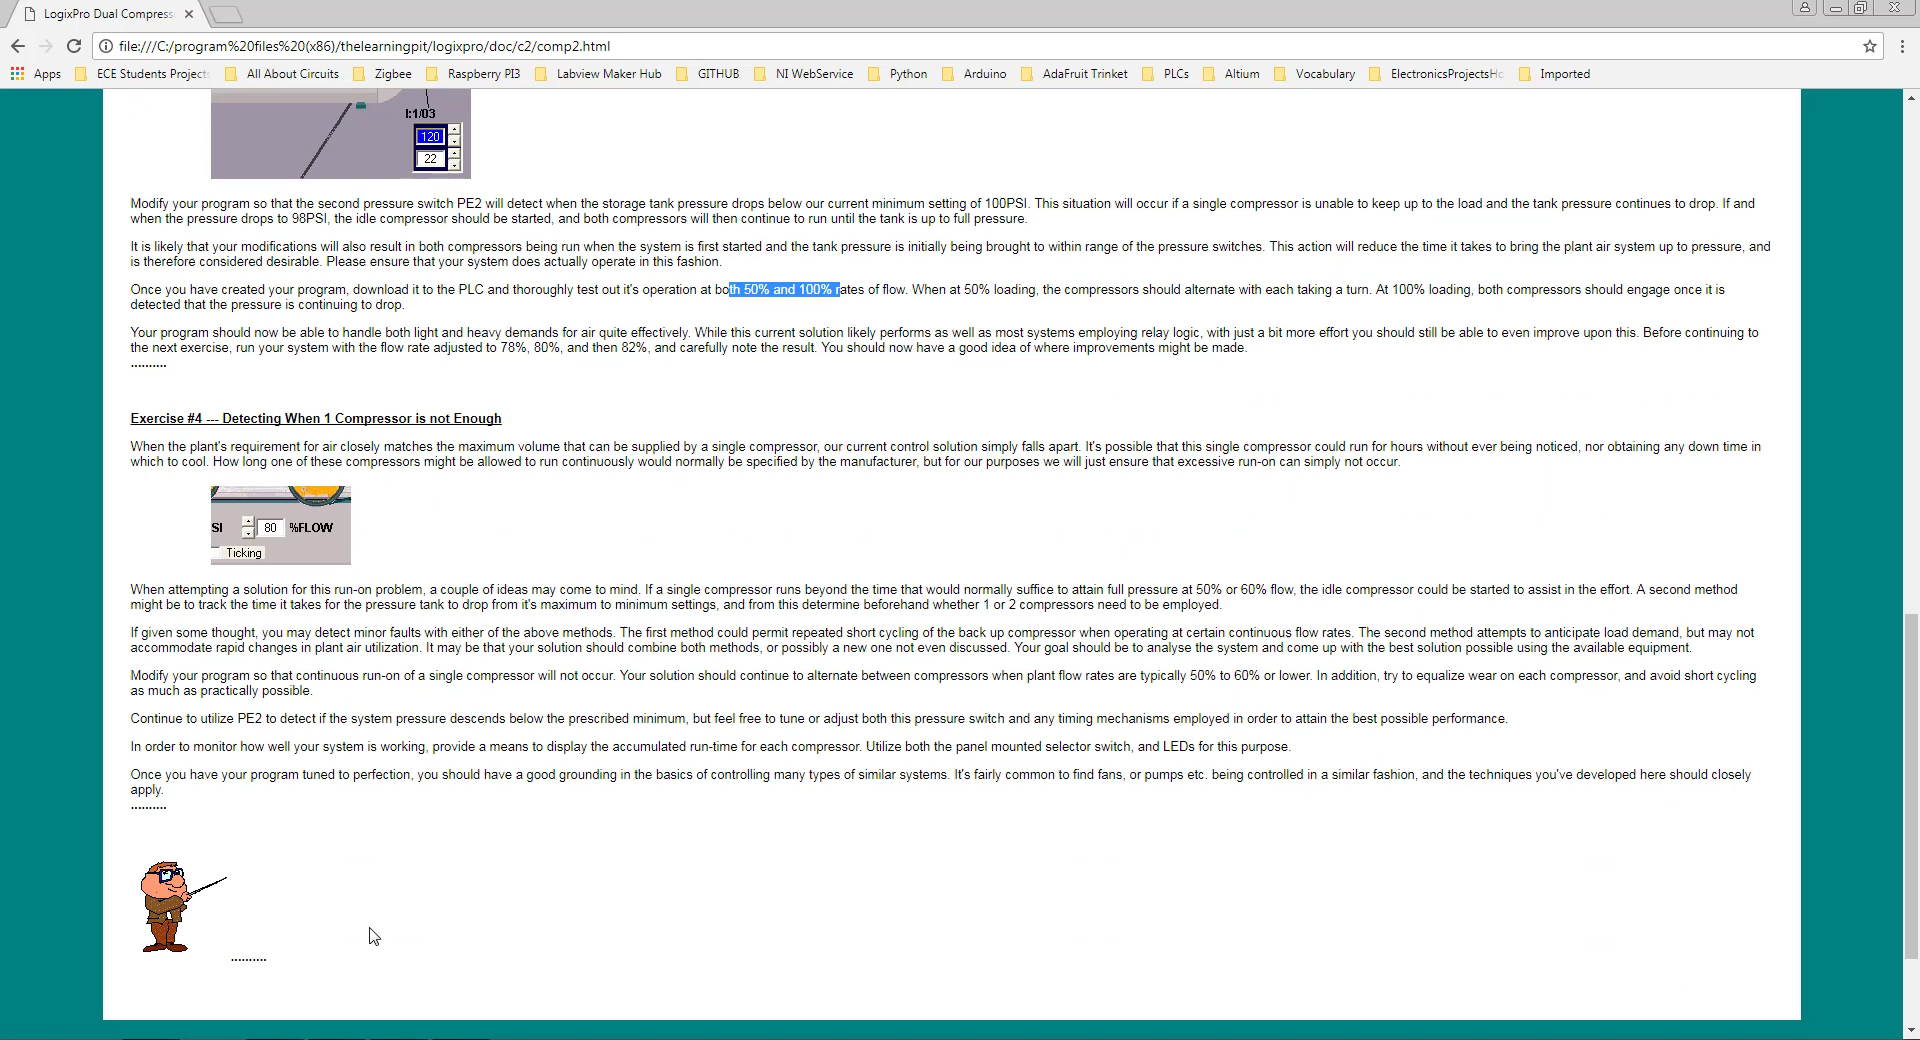 LogixPro Dual Compress
file:///C:/program%20files%20(x86)/thelearningpit/logixpro/doc/c2/comp2.html
Apps ECE Students Projects All About Circuits Zigbee Raspberry PI3 Labview Maker Hub GITHUB NI WebService Python Arduino AdaFruit Trinket PLCs Altium Vocabulary ElectronicsProjectsHo Imported
I:1/03
120
22
Modify your program so that the second pressure switch PE2 will detect when the storage tank pressure drops below our current minimum setting of 100PSI. This situation will occur if a single compressor is unable to keep up to the load and the tank pressure continues to drop. If and
when the pressure drops to 98PSI, the idle compressor should be started, and both compressors will then continue to run until the tank is up to full pressure.
It is likely that your modifications will also result in both compressors being run when the system is first started and the tank pressure is initially being brought to within range of the pressure switches. This action will reduce the time it takes to bring the plant air system up to pressure, and
is therefore considered desirable. Please ensure that your system does actually operate in this fashion.
Once you have created your program, download it to the PLC and thoroughly test out it's operation at both 50% and 100% rates of flow. When at 50% loading, the compressors should alternate with each taking a turn. At 100% loading, both compressors should engage once it is
detected that the pressure is continuing to drop.
Your program should now be able to handle both light and heavy demands for air quite effectively. While this current solution likely performs as well as most systems employing relay logic, with just a bit more effort you should still be able to even improve upon this. Before continuing to
the next exercise, run your system with the flow rate adjusted to 78%, 80%, and then 82%, and carefully note the result. You should now have a good idea of where improvements might be made.
..........
Exercise #4 --- Detecting When 1 Compressor is not Enough
When the plant's requirement for air closely matches the maximum volume that can be supplied by a single compressor, our current control solution simply falls apart. It's possible that this single compressor could run for hours without ever being noticed, nor obtaining any down time in
which to cool. How long one of these compressors might be allowed to run continuously would normally be specified by the manufacturer, but for our purposes we will just ensure that excessive run-on can simply not occur.
SI 80 %FLOW
Ticking
When attempting a solution for this run-on problem, a couple of ideas may come to mind. If a single compressor runs beyond the time that would normally suffice to attain full pressure at 50% or 60% flow, the idle compressor could be started to assist in the effort. A second method
might be to track the time it takes for the pressure tank to drop from it's maximum to minimum settings, and from this determine beforehand whether 1 or 2 compressors need to be employed.
If given some thought, you may detect minor faults with either of the above methods. The first method could permit repeated short cycling of the back up compressor when operating at certain continuous flow rates. The second method attempts to anticipate load demand, but may not
accommodate rapid changes in plant air utilization. It may be that your solution should combine both methods, or possibly a new one not even discussed. Your goal should be to analyse the system and come up with the best solution possible using the available equipment.
Modify your program so that continuous run-on of a single compressor will not occur. Your solution should continue to alternate between compressors when plant flow rates are typically 50% to 60% or lower. In addition, try to equalize wear on each compressor, and avoid short cycling
as much as practically possible.
Continue to utilize PE2 to detect if the system pressure descends below the prescribed minimum, but feel free to tune or adjust both this pressure switch and any timing mechanisms employed in order to attain the best possible performance.
In order to monitor how well your system is working, provide a means to display the accumulated run-time for each compressor. Utilize both the panel mounted selector switch, and LEDs for this purpose.
Once you have your program tuned to perfection, you should have a good grounding in the basics of controlling many types of similar systems. It's fairly common to find fans, or pumps etc. being controlled in a similar fashion, and the techniques you've developed here should closely
apply.
..........
..........